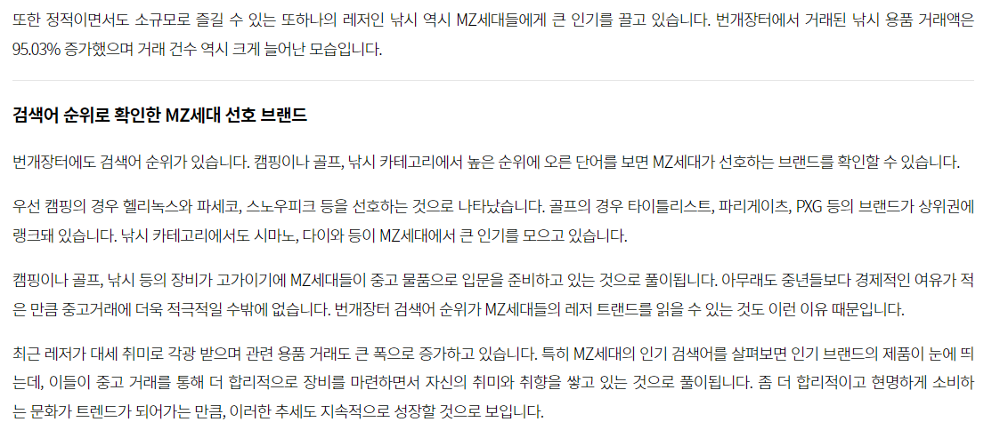 또한 정적이면서도 소규모로 즐길 수 있는 또하나의 레저인 낚시 역시 MZ세대들에게 큰 인기를 끌고 있습니다. 번개장터에서 거래된 낚시 용품 거래액은
95.03% 증가했으며 거래 건수 역시 크게 늘어난 모습입니다.
검색어 순위로 확인한 MZ세대 선호 브랜드
번개장터에도 검색어 순위가 있습니다. 캠핑이나 골프, 낚시 카테고리에서 높은 순위에 오른 단어를 보면 MZ세대가 선호하는 브랜드를 확인할 수 있습니다.
우선 캠핑의 경우 헬리녹스와 파세코, 스노우피크 등을 선호하는 것으로 나타났습니다. 골프의 경우 타이틀리스트, 파리게이츠, PXG 등의 브랜드가 상위권에
랭크돼 있습니다. 낚시 카테고리에서도 시마노, 다이와 등이 MZ세대에서 큰 인기를 모으고 있습니다.
캠핑이나 골프, 낚시 등의 장비가 고가이기에 MZ세대들이 중고 물품으로 입문을 준비하고 있는 것으로 풀이됩니다. 아무래도 중년들보다 경제적인 여유가 적
은 만큼 중고거래에 더욱 적극적일 수밖에 없습니다. 번개장터 검색어 순위가 MZ세대들의 레저 트랜드를 읽을 수 있는 것도 이런 이유 때문입니다.
최근 레저가 대세 취미로 각광 받으며 관련 용품 거래도 큰 폭으로 증가하고 있습니다. 특히 MZ세대의 인기 검색어를 살펴보면 인기 브랜드의 제품이 눈에 띄
는데, 이들이 중고 거래를 통해 더 합리적으로 장비를 마련하면서 자신의 취미와 취향을 쌓고 있는 것으로 풀이됩니다. 좀 더 합리적이고 현명하게 소비하
는 문화가 트렌드가 되어가는 만큼, 이러한 추세도 지속적으로 성장할 것으로 보입니다.